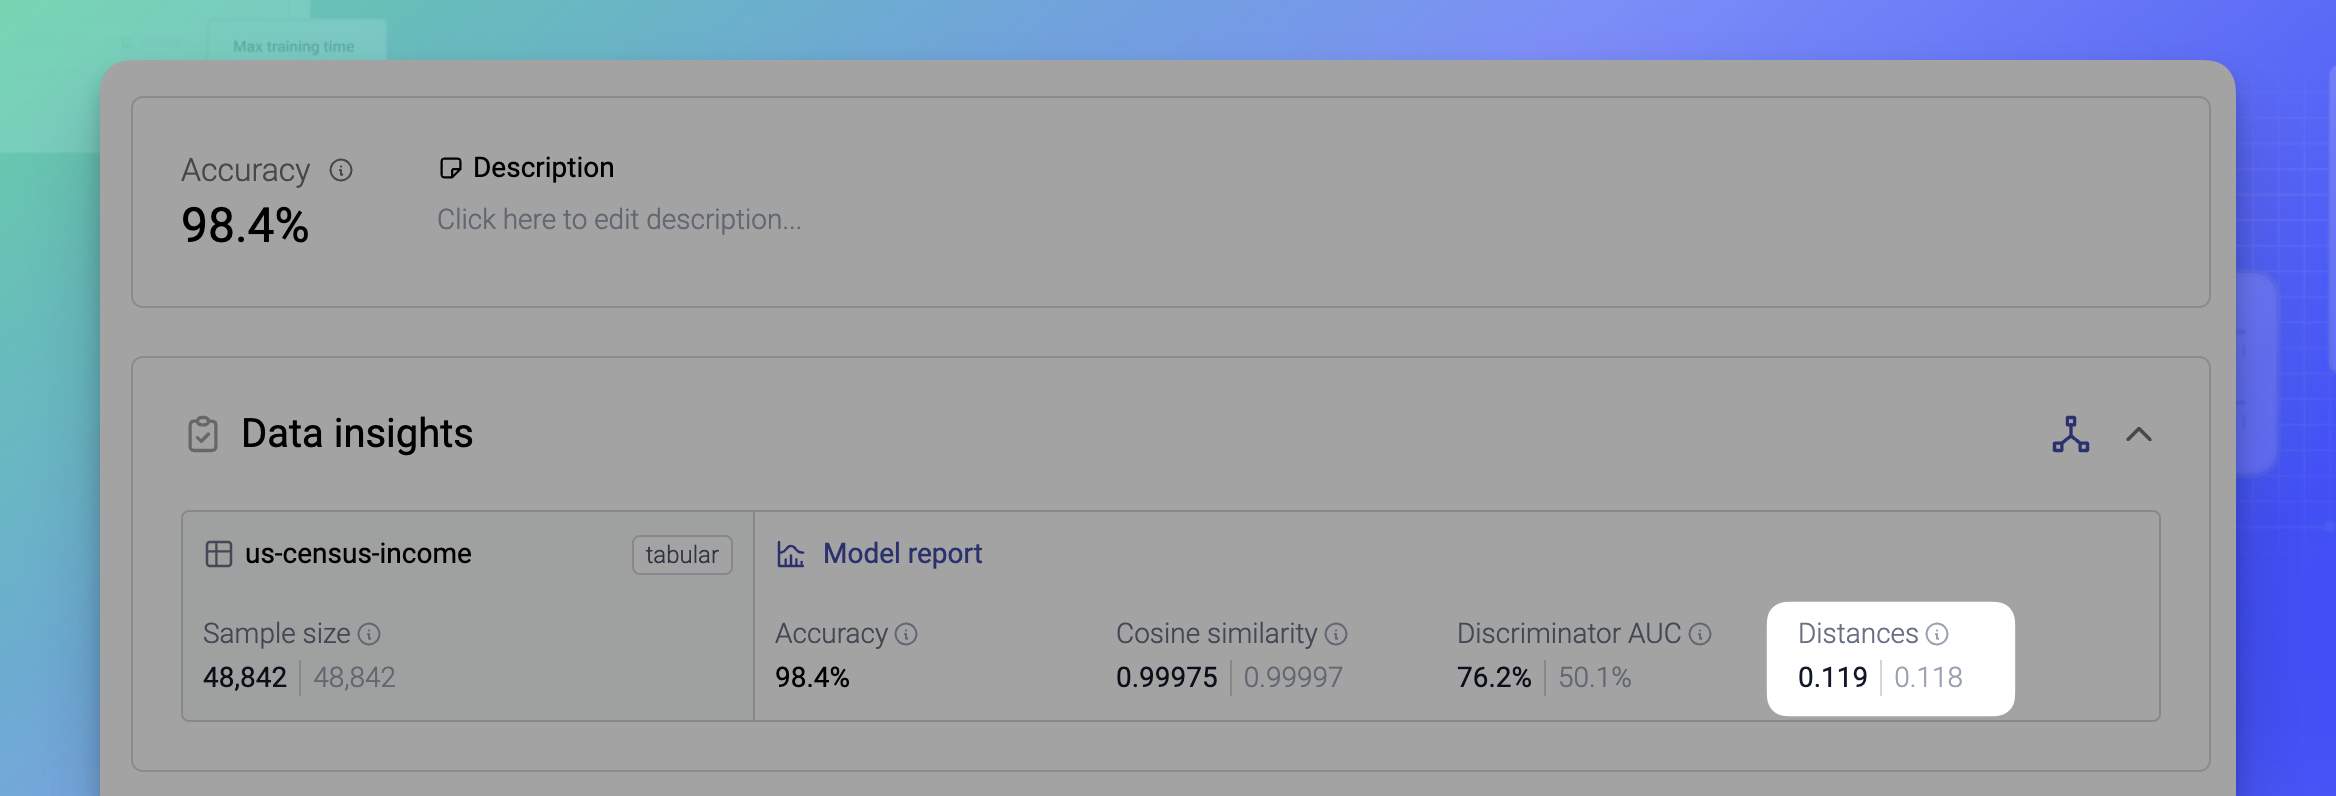 Max training time
Accuracy
98.4%
Description
Click here to edit description...
Data insights
us-census-income
tabular
Model report
Sample size
48,842 | 48,842
Accuracy
98.4%
Cosine similarity
0.99975 | 0.99997
Discriminator AUC
76.2% | 50.1%
Distances
0.119 | 0.118